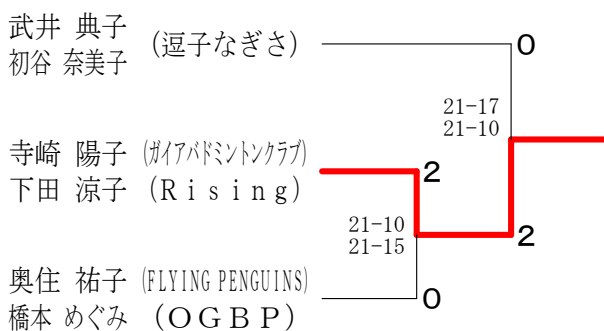 武井 典子 (逗子なぎさ)
初谷 奈美子
0
21-17
21-10
寺崎 陽子 (ガイアバドミントンクラブ)
下田 涼子 (Rising)
2
21-10
21-15
2
奥住 祐子 (FLYING PENGUINS)
橋本 めぐみ (OGBP)
0